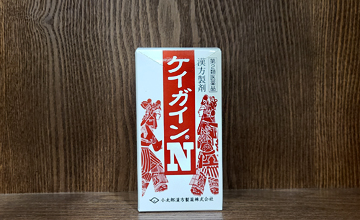 第2類医薬品
漢方製剤
ケイガイン®
N
小太郎漢方製薬株式会社